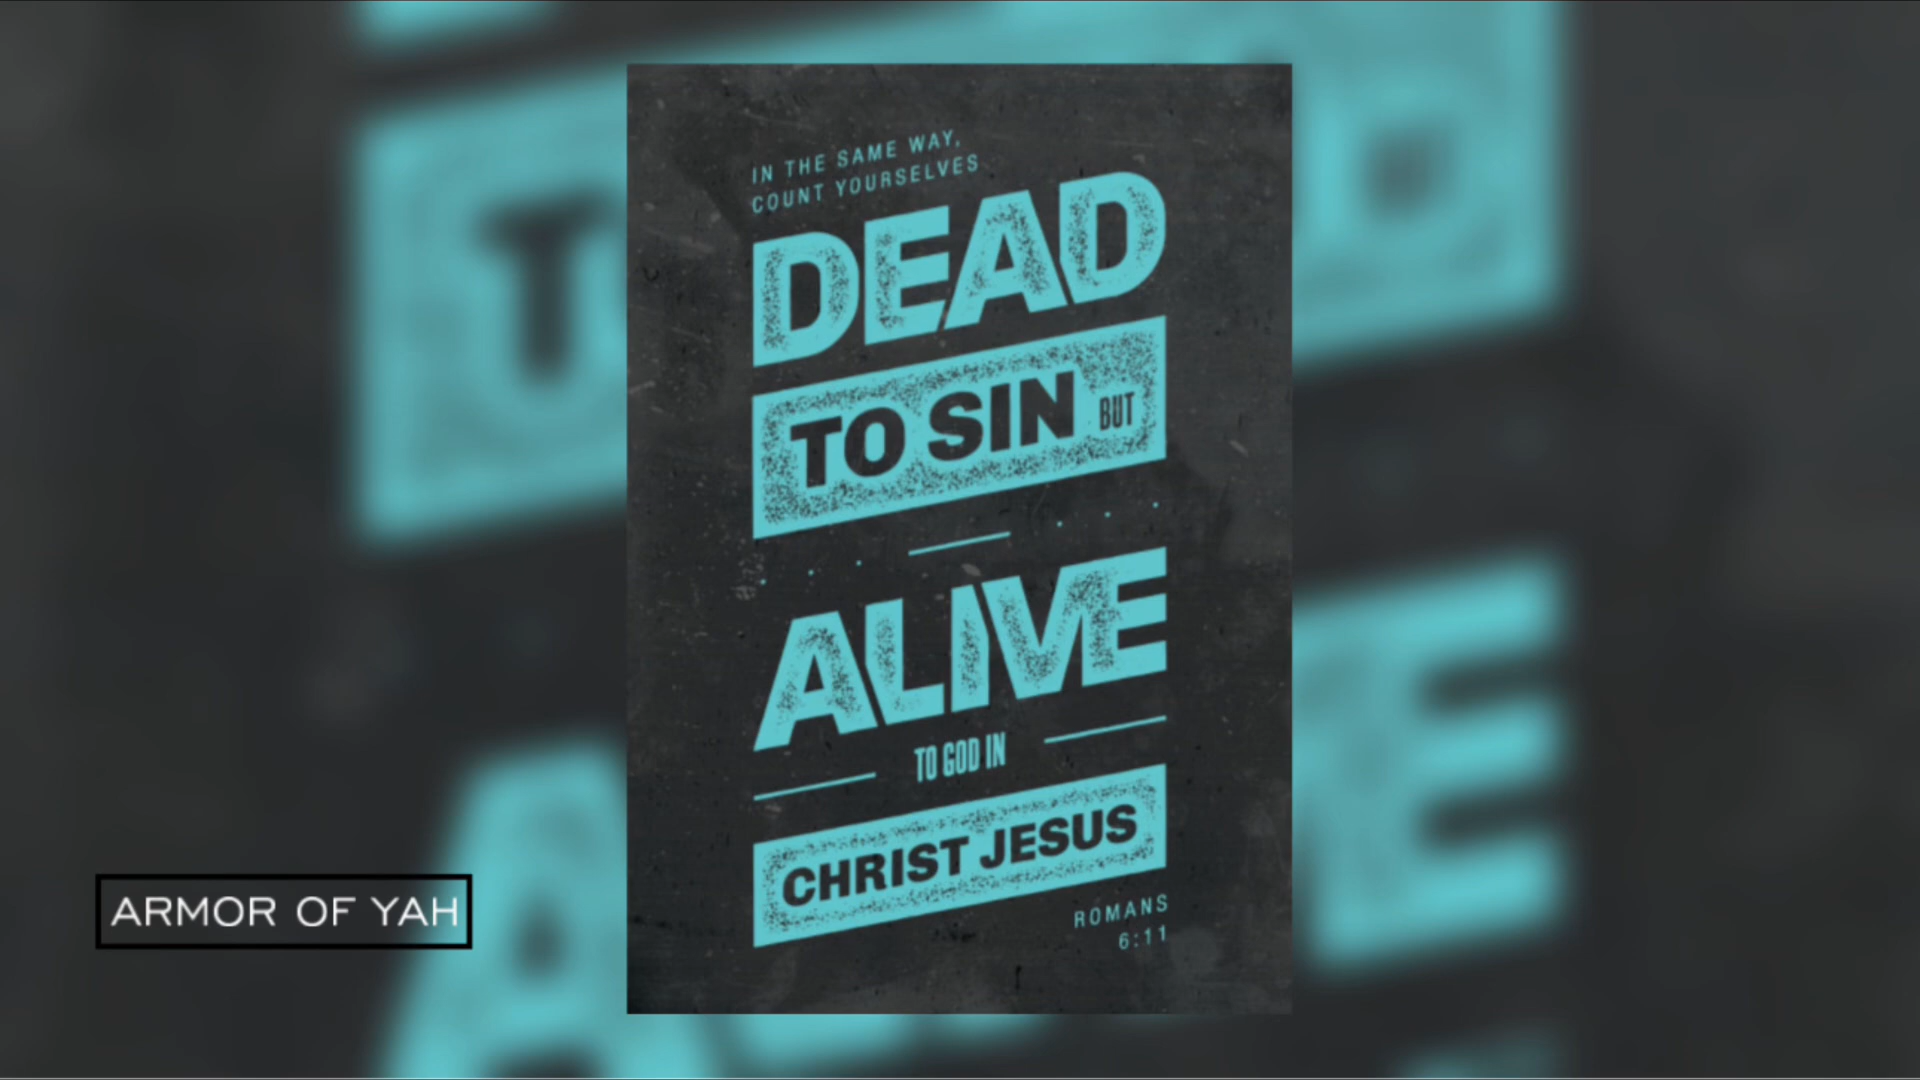 IN THE SAME WAY,
COUNT YOURSELVES
DEAD
TO SIN BUT
ALIVE
TO GOD IN
CHRIST JESUS
ROMANS
6:11
ARMOR OF YAH